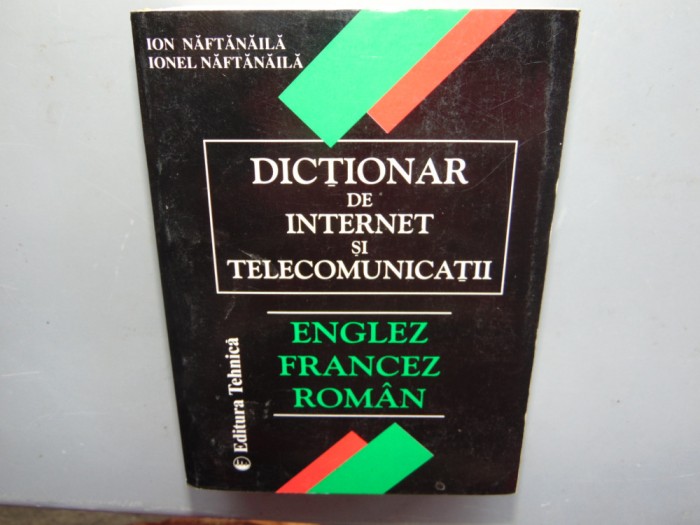 ION NĂFTĂNĂILĂ
IONEL NĂFTĂNĂILĂ
DICȚIONAR
DE
INTERNET
ȘI
TELECOMUNICAȚII
ENGLEZ
FRANCEZ
ROMÂN
Editura Tehnică